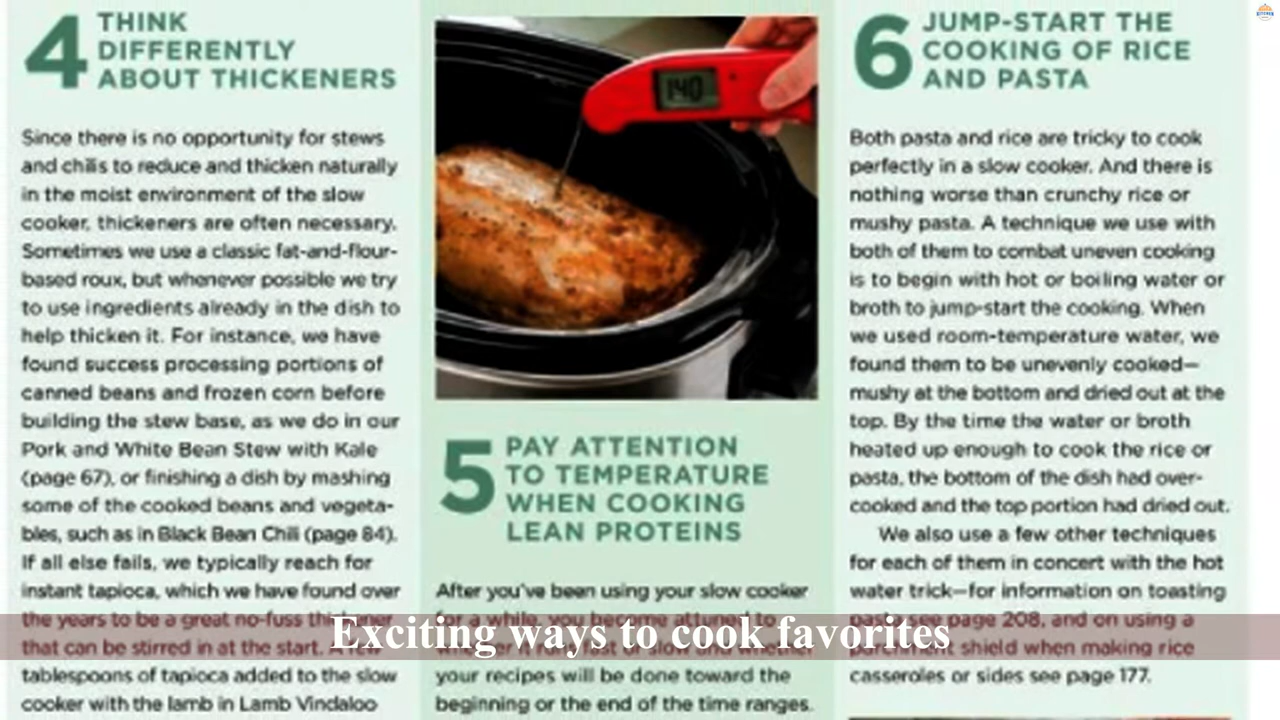 4 THINK
DIFFERENTLY
ABOUT THICKENERS
Since there is no opportunity for stews
and chilis to reduce and thicken naturally
in the moist environment of the slow
cooker, thickeners are often necessary.
Sometimes we use a classic fat-and-flour-
based roux, but whenever possible we try
to use ingredients already in the dish to
help thicken it. For instance, we have
found success processing portions of
canned beans and frozen corn before
building the stew base, as we do in our
Pork and White Bean Stew with Kale
(page 67), or finishing a dish by mashing
some of the cooked beans and vegeta-
bles, such as in Black Bean Chili (page 84).
If all else fails, we typically reach for
instant tapioca, which we have found over
the years to be a great no-fuss thickener
that can be stirred in at the start.
tablespoons of tapioca added to the slow
cooker with the lamb in Lamb Vindaloo
140
5 PAY ATTENTION
TO TEMPERATURE
WHEN COOKING
LEAN PROTEINS
After you've been using your slow cooker
for a while, you become attuned to
your recipes will be done toward the
beginning or the end of the time ranges.
6 JUMP-START THE
COOKING OF RICE
AND PASTA
Both pasta and rice are tricky to cook
perfectly in a slow cooker. And there is
nothing worse than crunchy rice or
mushy pasta. A technique we use with
both of them to combat uneven cooking
is to begin with hot or boiling water or
broth to jump-start the cooking. When
we used room-temperature water, we
found them to be unevenly cooked—
mushy at the bottom and dried out at the
top. By the time the water or broth
heated up enough to cook the rice or
pasta, the bottom of the dish had over-
cooked and the top portion had dried out.
We also use a few other techniques
for each of them in concert with the hot
water trick—for information on toasting
pasta see page 208, and on using a
parchment shield when making rice
casseroles or sides see page 177.
Exciting ways to cook favorites